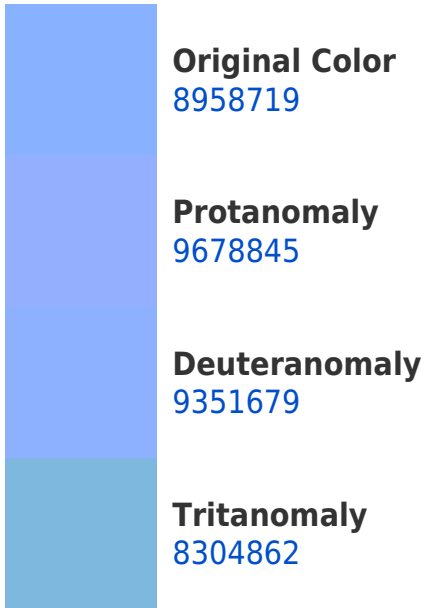 Original Color
8958719
Protanomaly
9678845
Deuteranomaly
9351679
Tritanomaly
8304862